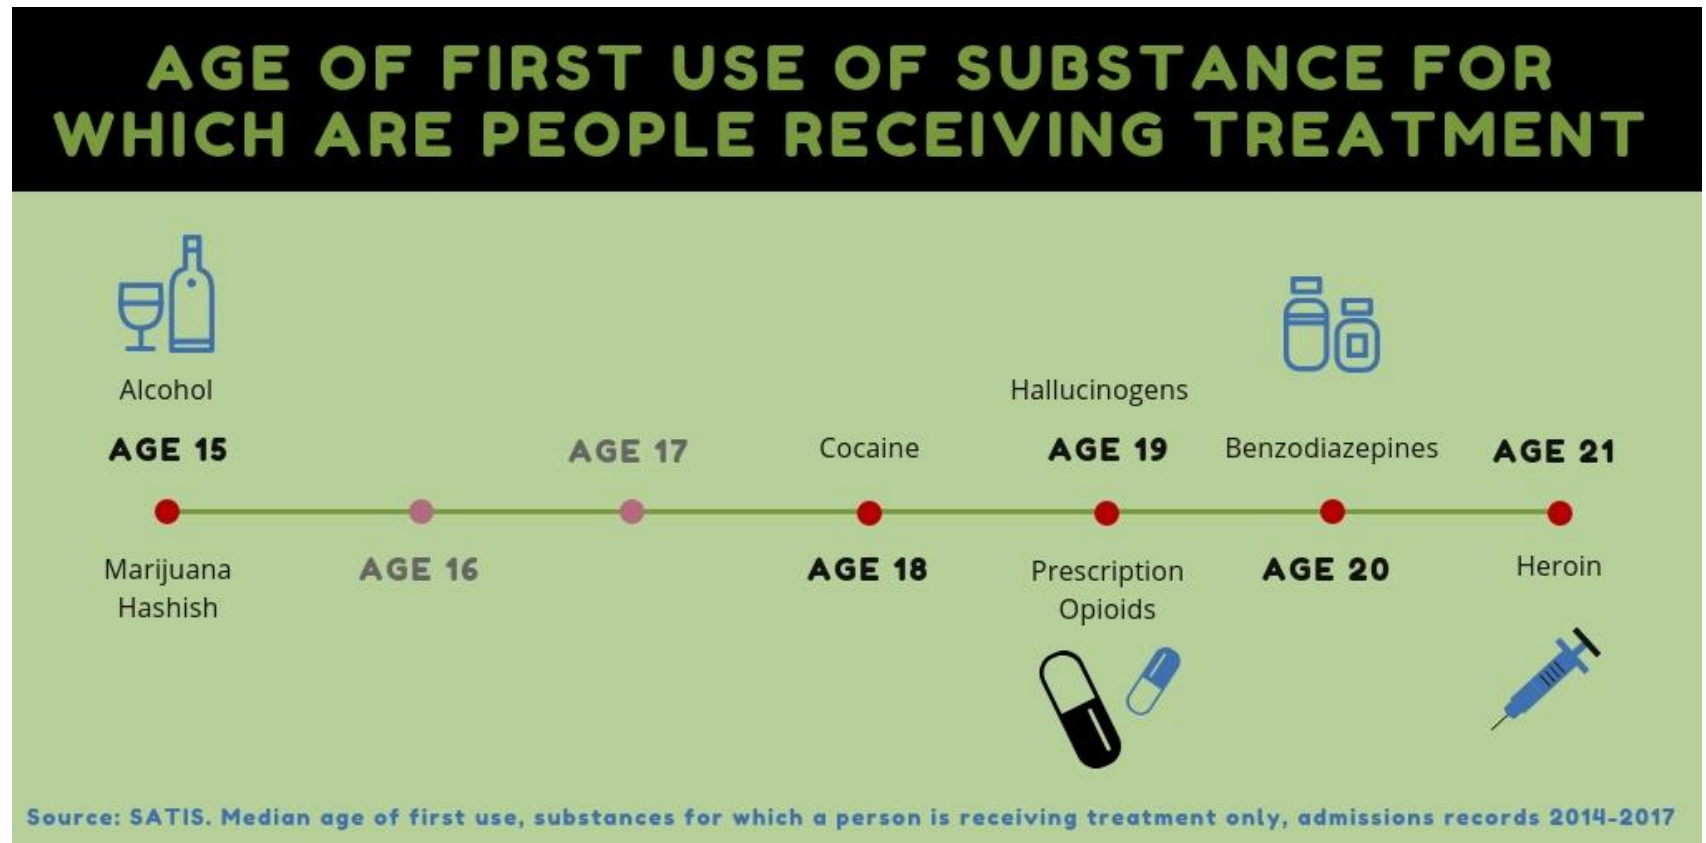 AGE OF FIRST USE OF SUBSTANCE FOR
WHICH ARE PEOPLE RECEIVING TREATMENT
Alcohol
AGE 15
Marijuana
Hashish
AGE 16
AGE 17
Cocaine
AGE 18
Hallucinogens
AGE 19
Prescription
Opioids
Benzodiazepines
AGE 20
AGE 21
Heroin
Source: SATIS. Median age of first use, substances for which a person is receiving treatment only, admissions records 2014-2017